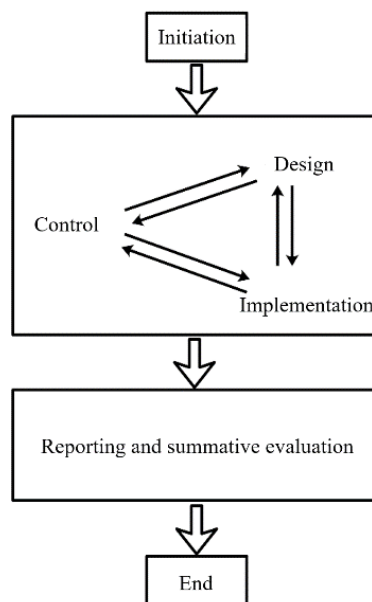 Initiation
Design
Control
Implementation
Reporting and summative evaluation
End